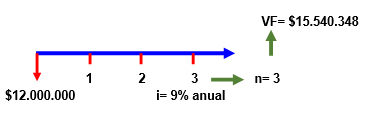 VF= $15.540.348
1 2 3 n= 3
$12.000.000 i= 9% anual